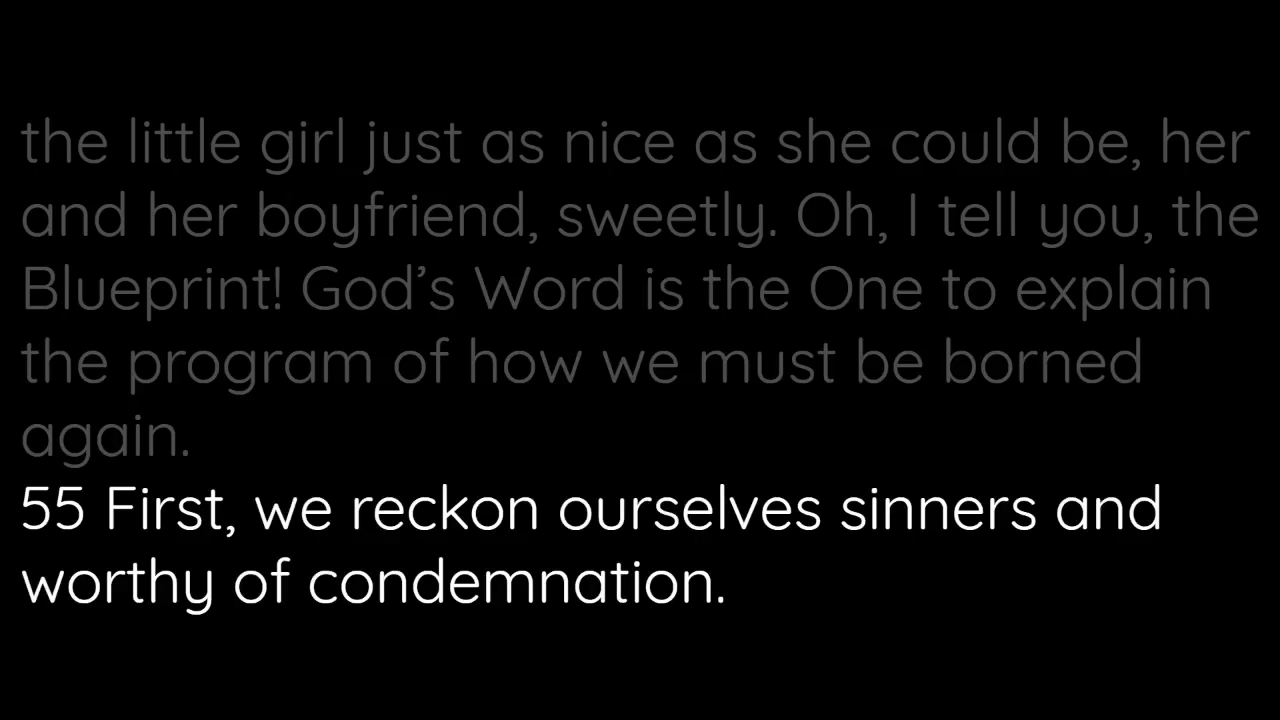 the little girl just as nice as she could be, her
and her boyfriend, sweetly. Oh, I tell you, the
Blueprint! God’s Word is the One to explain
the program of how we must be borned
again.
55 First, we reckon ourselves sinners and
worthy of condemnation.